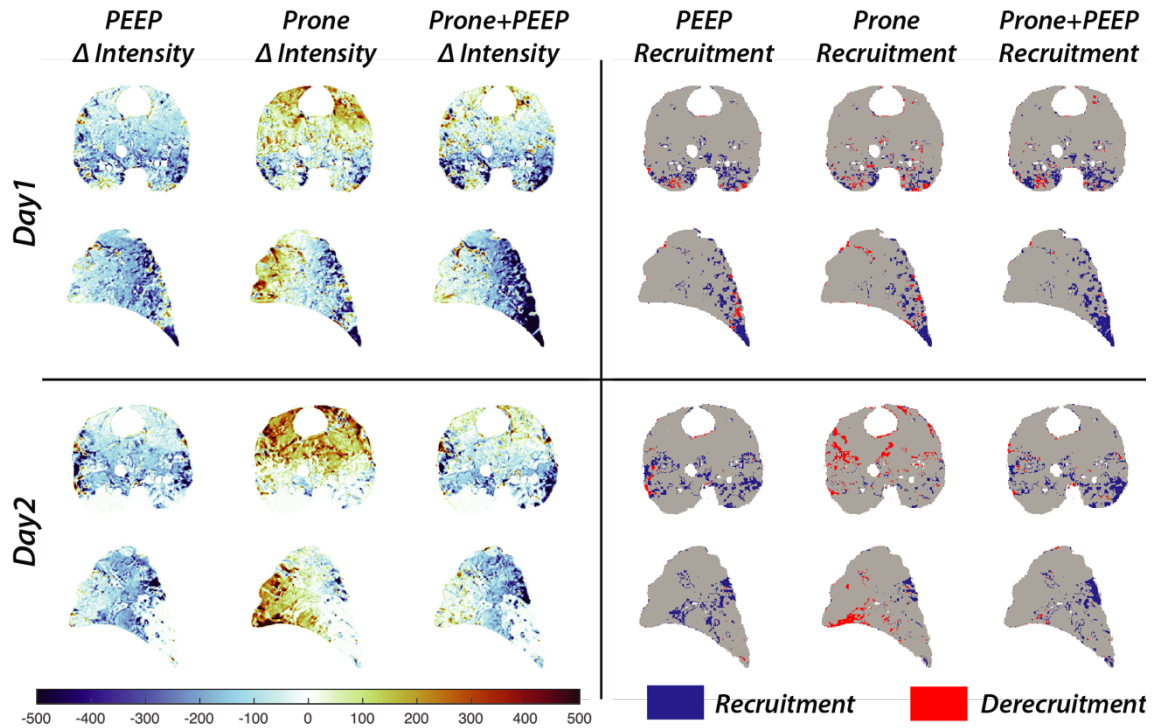 PEEP Prone Prone+PEEP PEEP Prone Prone+PEEP
Δ Intensity Δ Intensity Δ Intensity Recruitment Recruitment Recruitment
Day1
Day2
-500 -400 -300 -200 -100 0 100 200 300 400 500
Recruitment Derecruitment